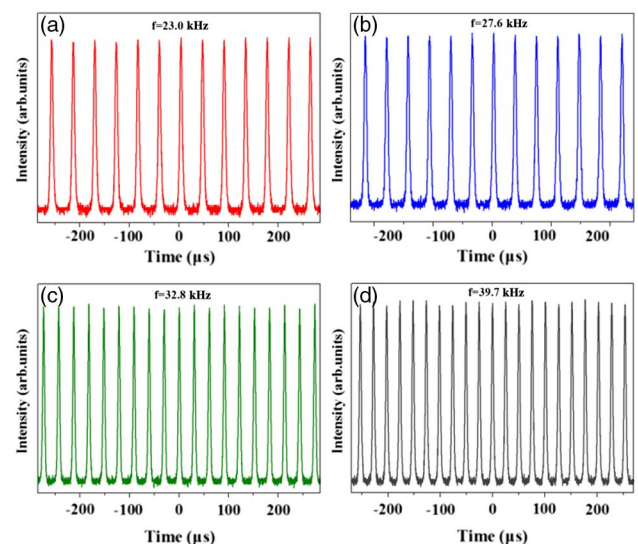 (a)
f=23.0 kHz
Intensity (arb.units)
-200 -100 0 100 200
Time (µs)
(b)
f=27.6 kHz
Intensity (arb.units)
-200 -100 0 100 200
Time (µs)
(c)
f=32.8 kHz
Intensity (arb.units)
-200 -100 0 100 200
Time (µs)
(d)
f=39.7 kHz
Intensity (arb.units)
-200 -100 0 100 200
Time (µs)